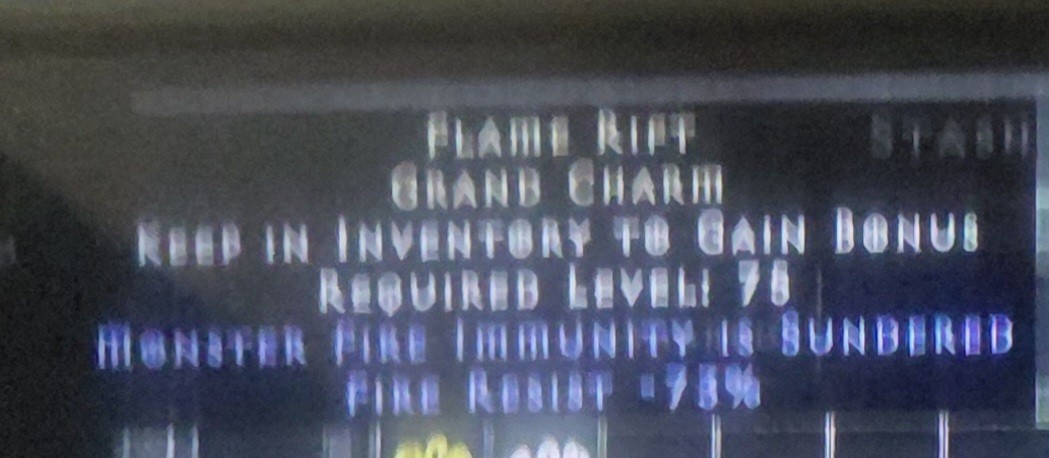 Flame Rift
STASH
Grand Charm
Keep in Inventory to Gain Bonus
Required Level: 75
Monster Fire Immunity is Sundered
Fire Resist -75%